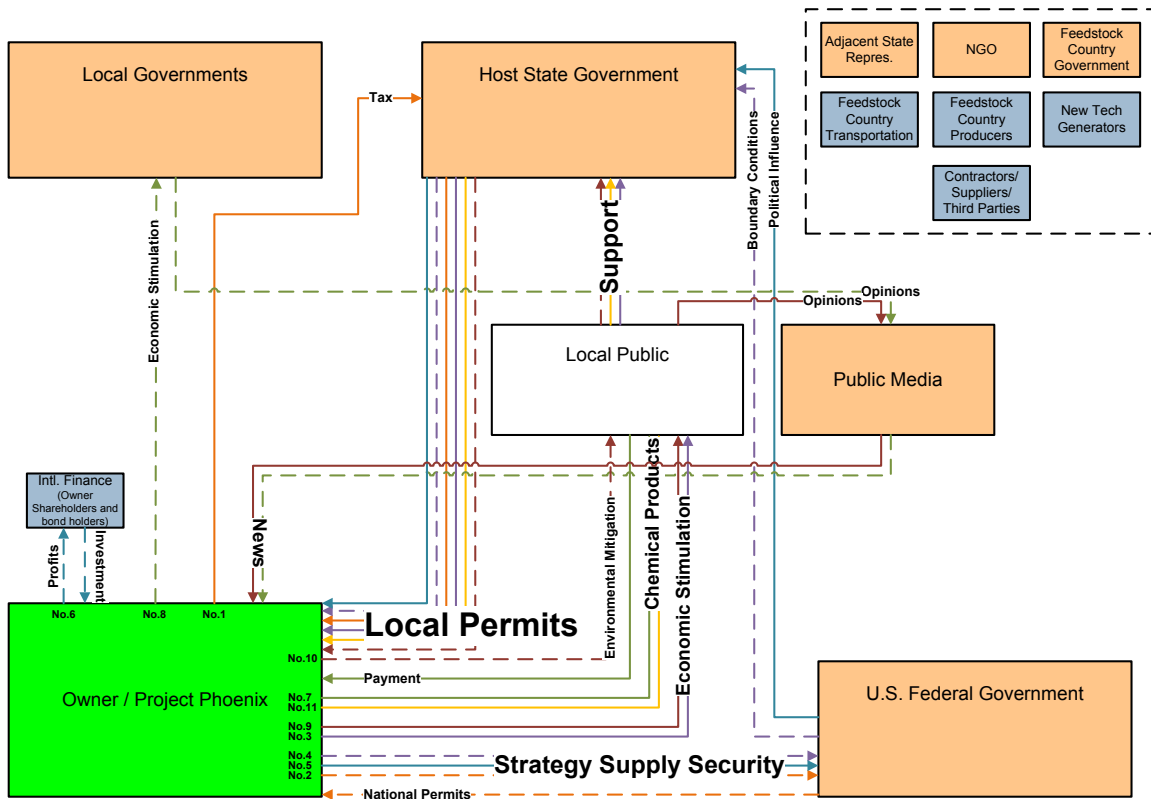 Local Governments
Host State Government
Adjacent State
Repres.
NGO
Feedstock
Country
Government
Feedstock
Country
Transportation
Feedstock
Country
Producers
New Tech
Generators
Contractors/
Suppliers/
Third Parties
Tax
Boundary Conditions
Political Influence
Support
Economic Stimulation
Opinions
Opinions
Local Public
Public Media
Intl. Finance
(Owner
Shareholders and
bond holders)
Profits
Investment
News
Environmental Mitigation
Chemical Products
Economic Stimulation
No.6
No.8
No.1
Local Permits
No.10
Payment
Owner / Project Phoenix
No.7
No.11
No.9
No.3
No.4
No.5
No.2
U.S. Federal Government
Strategy Supply Security
National Permits